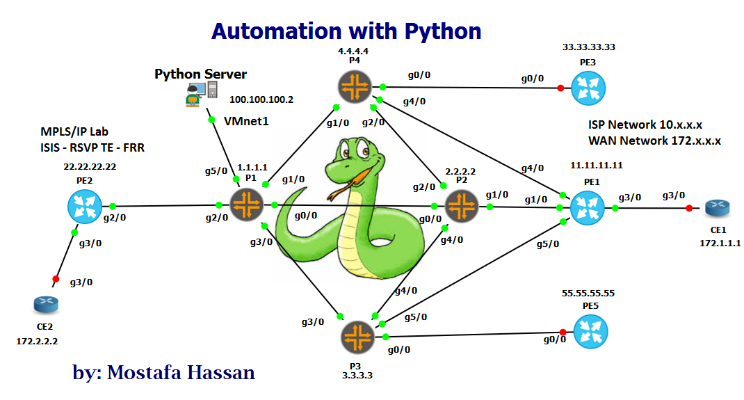 Automation with Python
4.4.4.4
P4
33.33.33.33
PE3
g0/0
g0/0
g4/0
g1/0
g2/0
Python Server
100.100.100.2
VMnet1
MPLS/IP Lab
ISIS - RSVP TE - FRR
ISP Network 10.x.x.x
WAN Network 172.x.x.x
22.22.22.22
PE2
g2/0
g3/0
g3/0
CE2
172.2.2.2
g5/0
1.1.1.1
P1
g1/0
g2/0
g0/0
g3/0
2.2.2.2
P2
g2/0
g1/0
g0/0
g4/0
g4/0
11.11.11.11
PE1
g1/0
g3/0
g5/0
g3/0
CE1
172.1.1.1
g4/0
g3/0
g5/0
g0/0
P3
3.3.3.3
55.55.55.55
PE5
g0/0
by: Mostafa Hassan